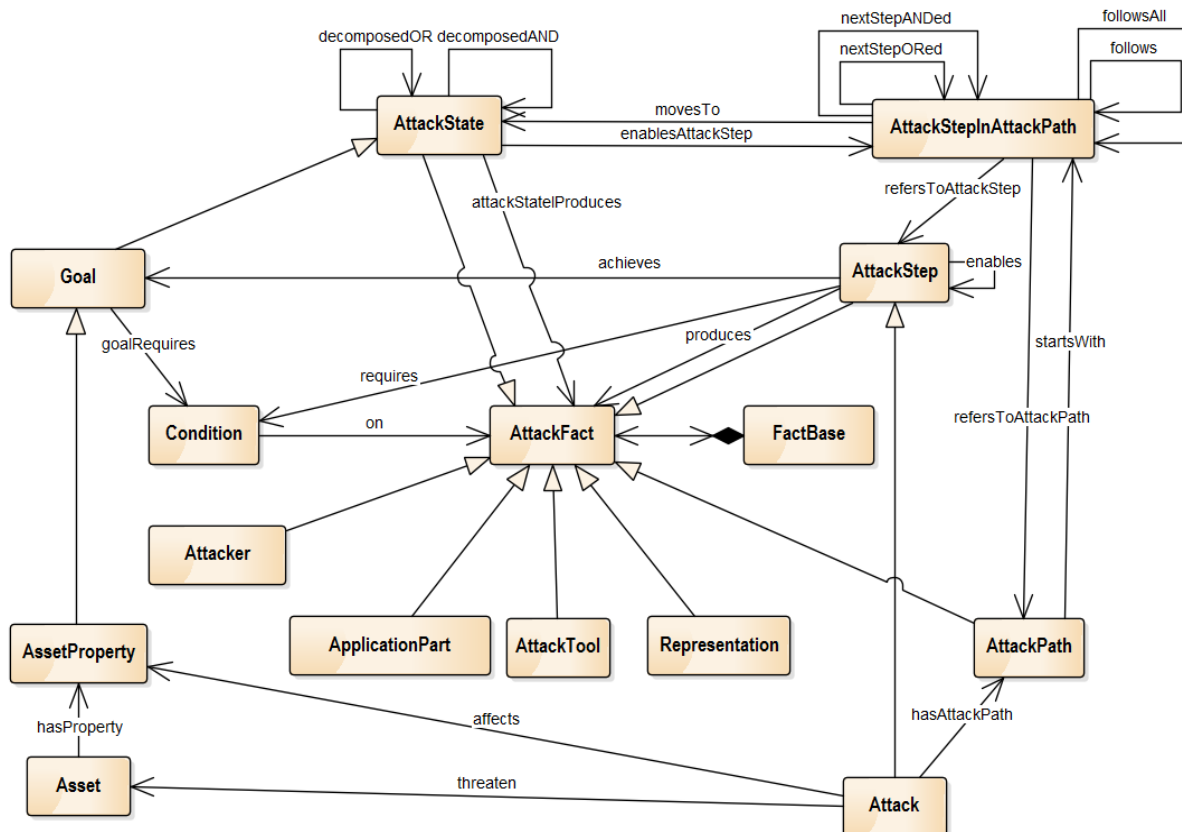 nextStepANDed
followsAll
decomposedOR
decomposedAND
nextStepORed
follows
AttackState
movesTo
AttackStepInAttackPath
enablesAttackStep
refersToAttackStep
attackStatelProduces
Goal
achieves
AttackStep
enables
goalRequires
produces
startsWith
requires
refersToAttackPath
Condition
on
AttackFact
FactBase
Attacker
ApplicationPart
AttackTool
Representation
AttackPath
AssetProperty
hasProperty
affects
hasAttackPath
Asset
threaten
Attack